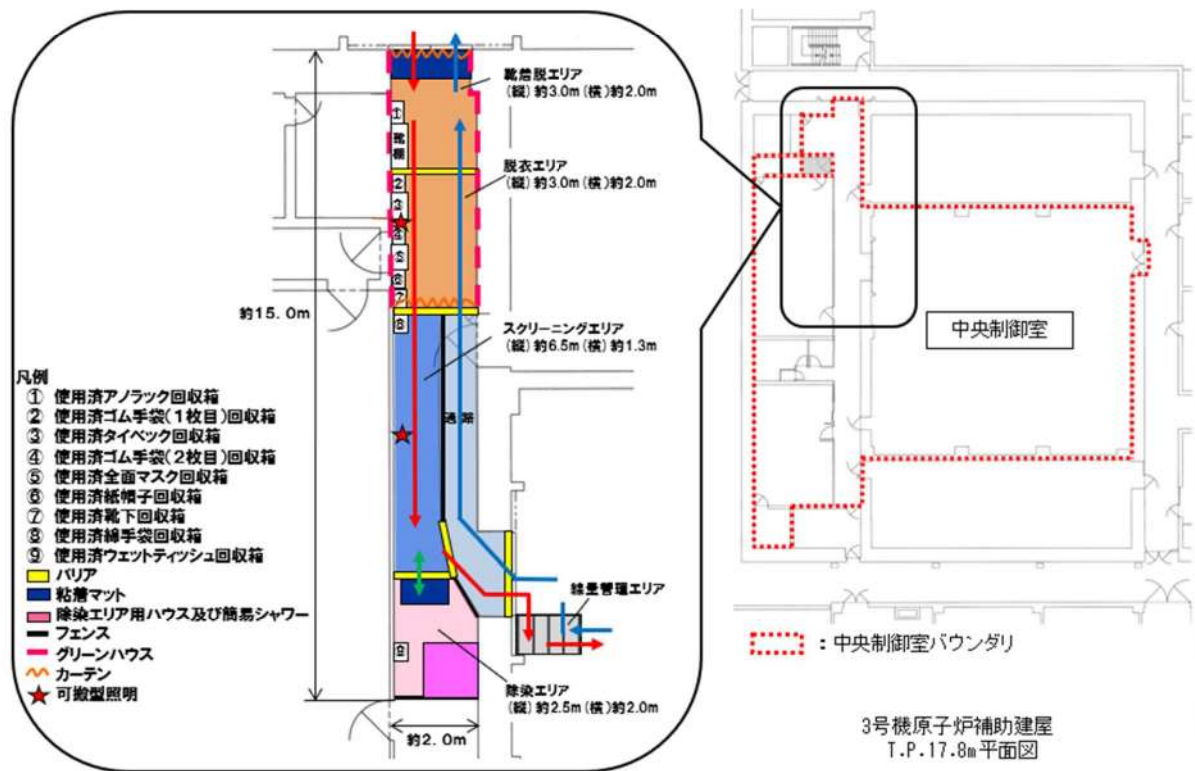 靴着脱エリア
(縦)約3.0m(横)約2.0m
①
靴棚
脱衣エリア
(縦)約3.0m(横)約2.0m
②
③
④
⑤
⑥
⑦
⑧
約15.0m
スクリーニングエリア
(縦)約6.5m(横)約1.3m
通路
凡例
① 使用済アノラック回収箱
② 使用済ゴム手袋(1枚目)回収箱
③ 使用済タイベック回収箱
④ 使用済ゴム手袋(2枚目)回収箱
⑤ 使用済全面マスク回収箱
⑥ 使用済紙帽子回収箱
⑦ 使用済靴下回収箱
⑧ 使用済綿手袋回収箱
⑨ 使用済ウェットティッシュ回収箱
バリア
粘着マット
除染エリア用ハウス及び簡易シャワー
フェンス
グリーンハウス
カーテン
可搬型照明
線量管理エリア
⑨
除染エリア
(縦)約2.5m(横)約2.0m
約2.0m
中央制御室
:中央制御室バウンダリ
3号機原子炉補助建屋
T.P.17.8m平面図